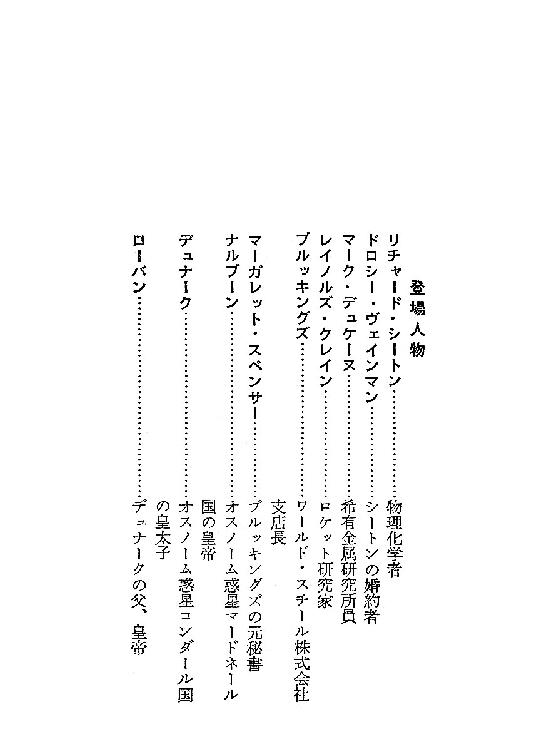 登場人物
リチャード・シートン……………………物理化学者
ドロシー・ヴェインマン…………………シートンの婚約者
マーク・デュケーヌ………………………希有金属研究所員
レイノルズ・クレイン……………………ロケット研究家
ブルッキングズ……………………………ワールド・スチール株式会社
支店長
マーガレット・スペンサー………………ブルッキングズの元秘書
ナルブーン…………………………………オスノーム惑星マードネール
国の皇帝
デュナーク…………………………………オスノーム惑星コンダール国
の皇太子
ローバン……………………………………デュナークの父、皇帝